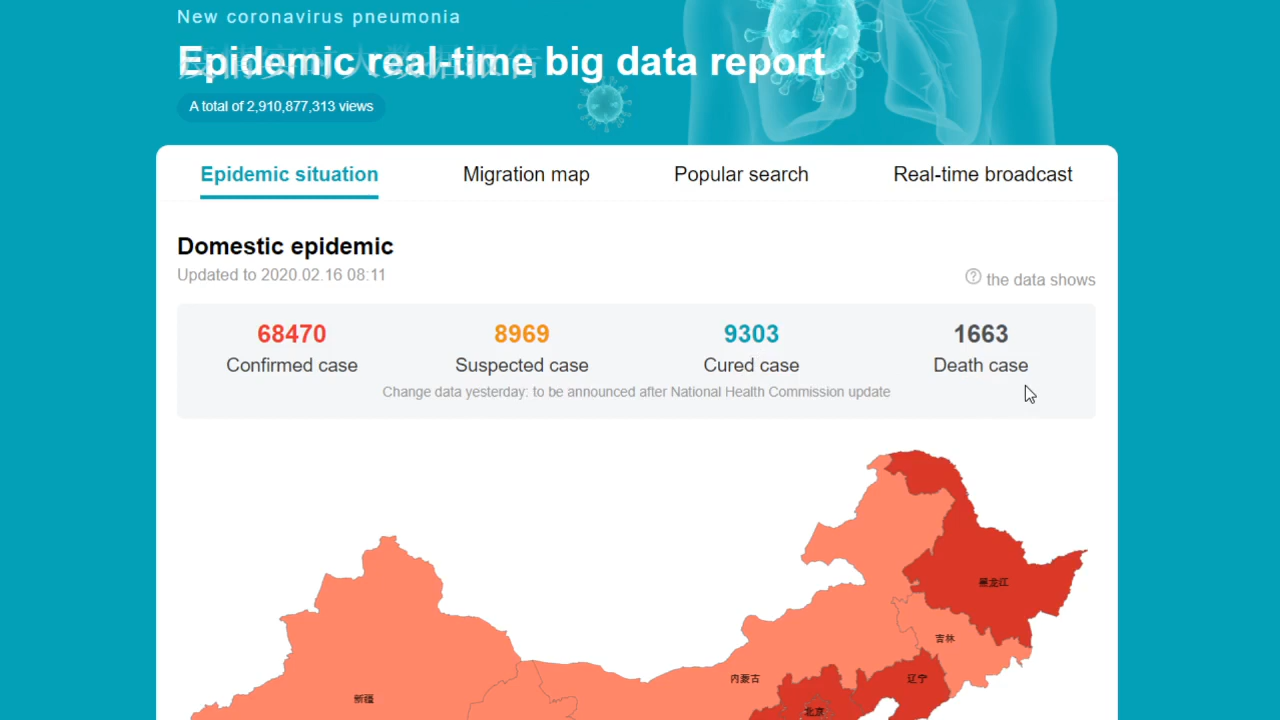 New coronavirus pneumonia
Epidemic real-time big data report
A total of 2,910,877,313 views
Epidemic situation Migration map Popular search Real-time broadcast
Domestic epidemic
Updated to 2020.02.16 08:11
? the data shows
68470 8969 9303 1663
Confirmed case Suspected case Cured case Death case
Change data yesterday: to be announced after National Health Commission update
黑龙江
吉林
内蒙古 辽宁
新疆
北京